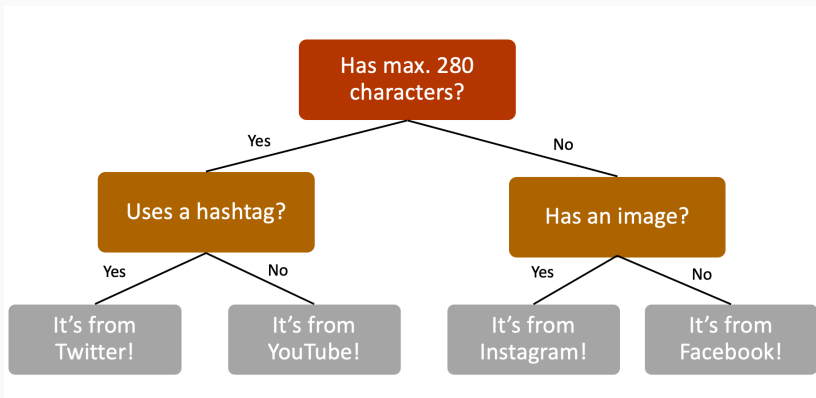 Has max. 280
characters?
Yes
No
Uses a hashtag?
Has an image?
Yes
No
Yes
No
It's from
Twitter!
It's from
YouTube!
It's from
Instagram!
It's from
Facebook!